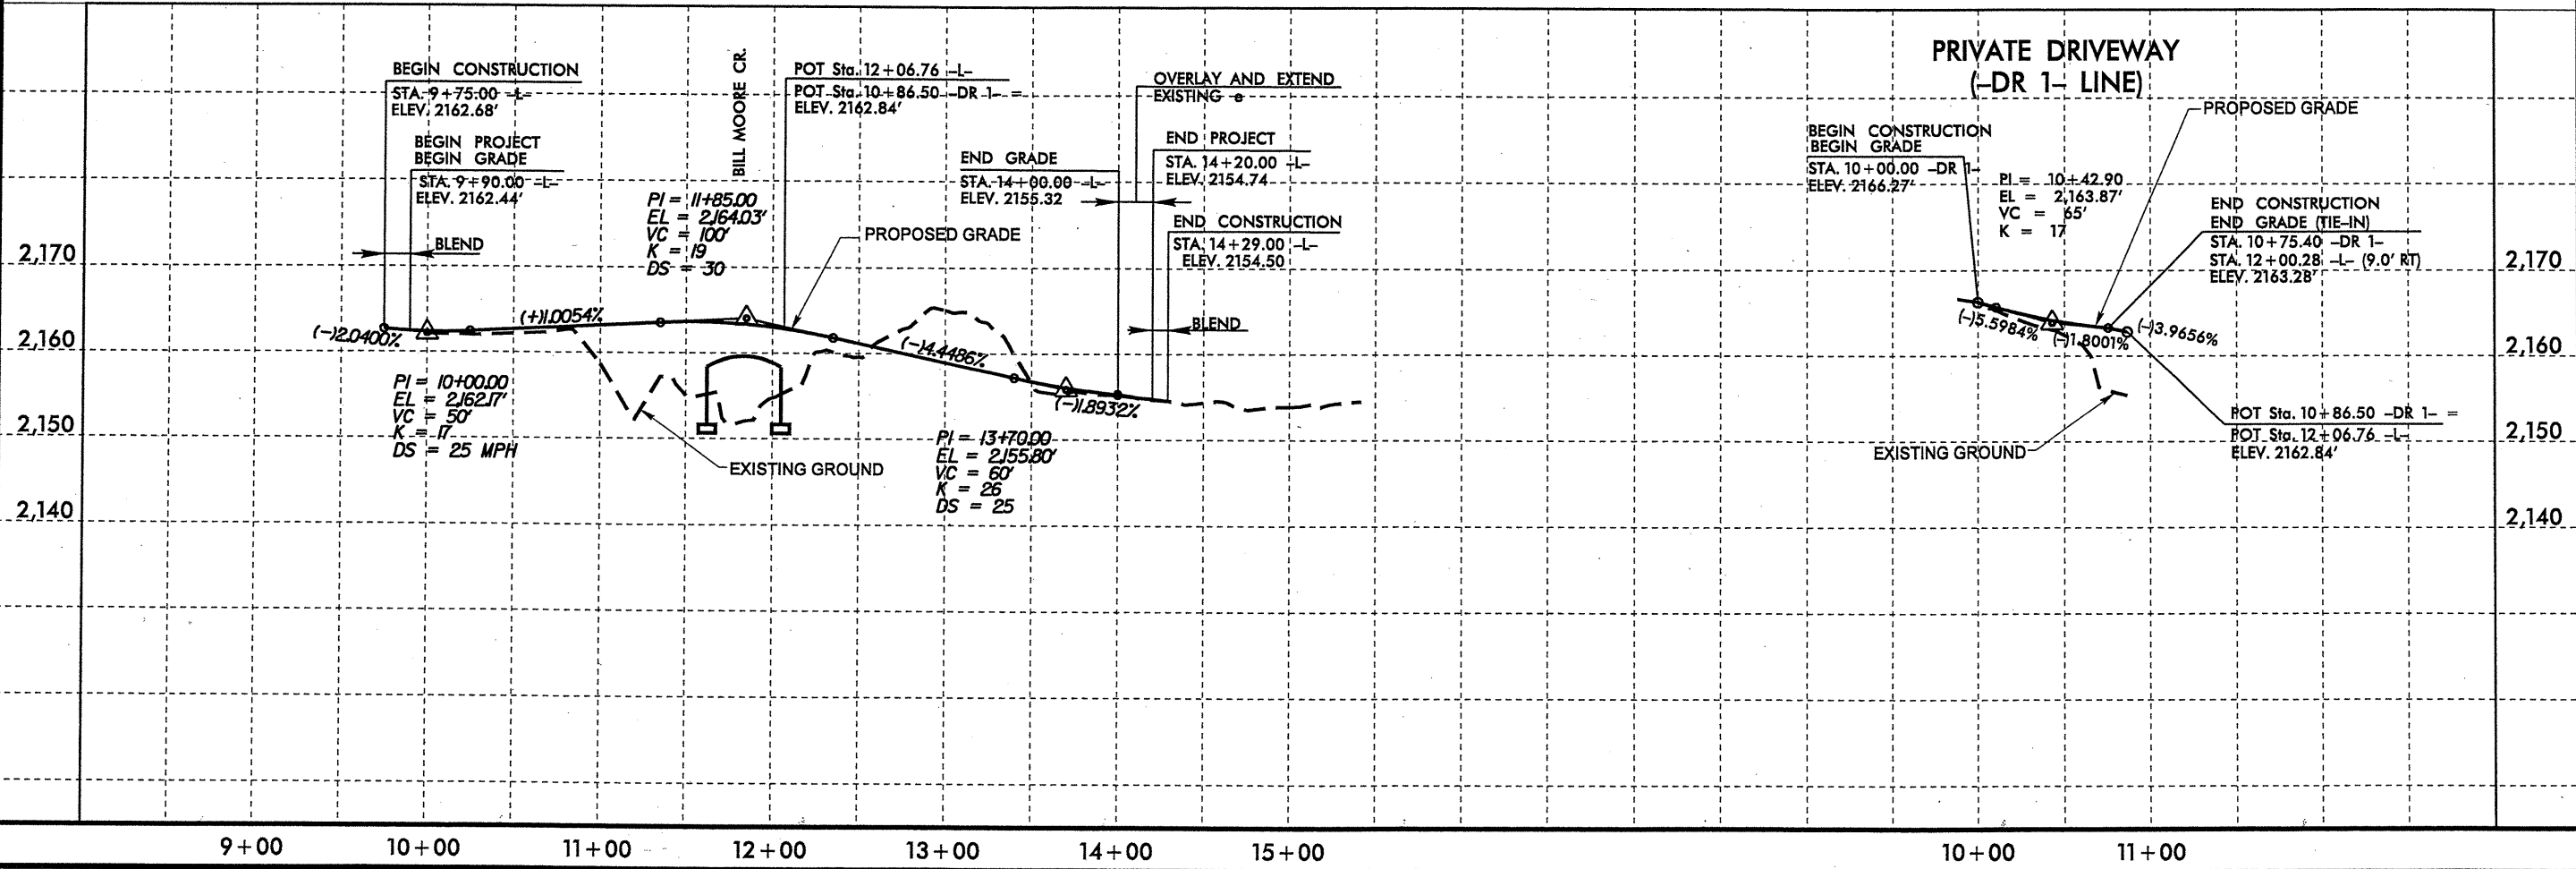 PRIVATE DRIVEWAY
(–DR 1– LINE)
BEGIN CONSTRUCTION
STA. 9+75.00 –L–
ELEV. 2162.68'
BEGIN PROJECT
BEGIN GRADE
STA. 9+90.00 –L–
ELEV. 2162.44'
BLEND
BILL MOORE CR.
PI = 11+85.00
EL = 2,164.03'
VC = 100'
K = 19
DS = 30
POT Sta. 12+06.76 –L–
POT Sta. 10+86.50 –DR 1– =
ELEV. 2162.84'
PROPOSED GRADE
END GRADE
STA. 14+00.00 –L–
ELEV. 2155.32
OVERLAY AND EXTEND
EXISTING
END PROJECT
STA. 14+20.00 –L–
ELEV. 2154.74
END CONSTRUCTION
STA. 14+29.00 –L–
ELEV. 2154.50
BLEND
(–)2.0400%
(+)1.0054%
(–)4.4486%
(–)1.8932%
PI = 10+00.00
EL = 2,162.17'
VC = 50'
K = 17
DS = 25 MPH
EXISTING GROUND
PI = 13+70.00
EL = 2,155.80'
VC = 60'
K = 26
DS = 25
BEGIN CONSTRUCTION
BEGIN GRADE
STA. 10+00.00 –DR 1–
ELEV. 2166.27'
PI = 10+42.90
EL = 2,163.87'
VC = 65'
K = 17
PROPOSED GRADE
END CONSTRUCTION
END GRADE (TIE–IN)
STA. 10+75.40 –DR 1–
STA. 12+00.28 –L– (9.0' RT)
ELEV. 2163.28'
(–)5.5984%
(–)1.8001%
(–)3.9656%
EXISTING GROUND
POT Sta. 10+86.50 –DR 1– =
POT Sta. 12+06.76 –L–
ELEV. 2162.84'
2,170
2,160
2,150
2,140
2,170
2,160
2,150
2,140
9+00 10+00 11+00 12+00 13+00 14+00 15+00 10+00 11+00